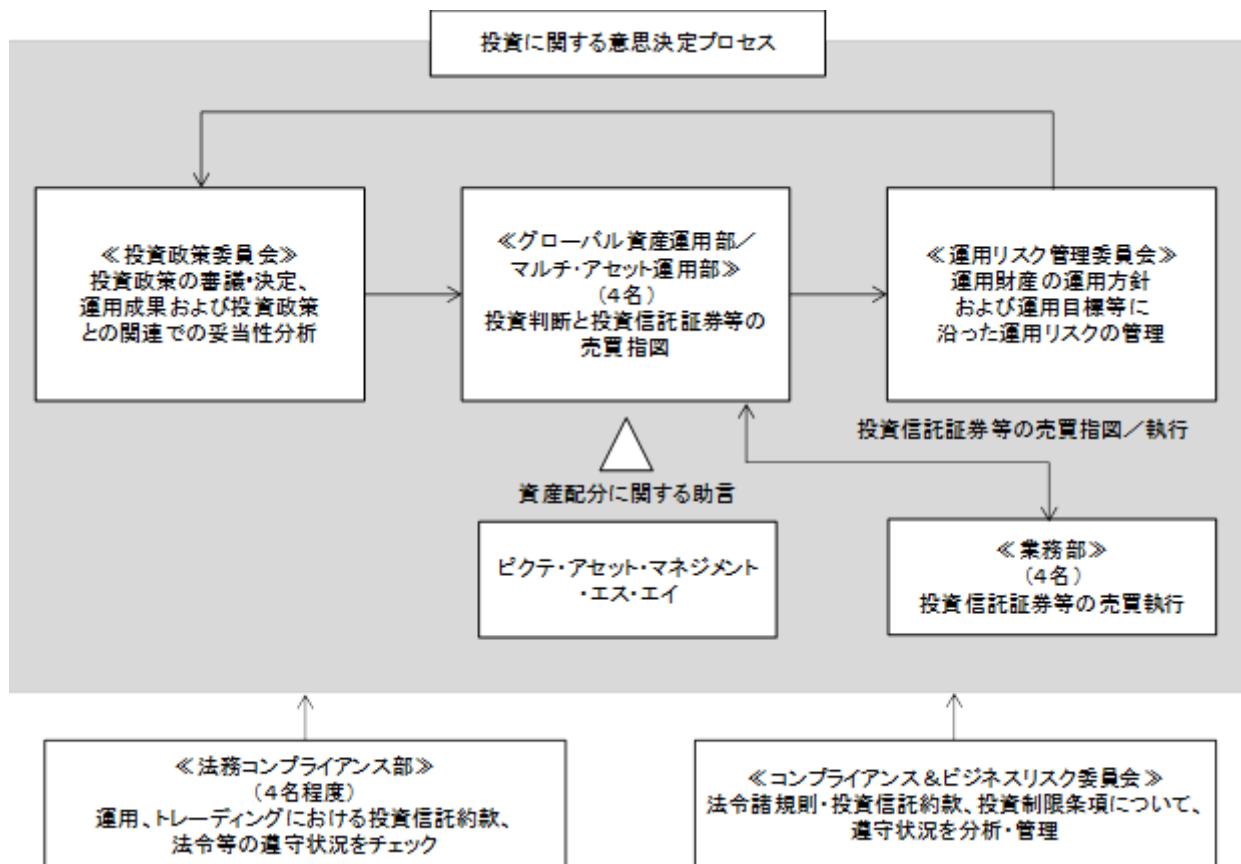 投資に関する意思決定プロセス
≪投資政策委員会≫
投資政策の審議・決定、
運用成果および投資政策
との関連での妥当性分析
≪グローバル資産運用部／
マルチ・アセット運用部≫
（４名）
投資判断と投資信託証券等の
売買指図
≪運用リスク管理委員会≫
運用財産の運用方針
および運用目標等に
沿った運用リスクの管理
投資信託証券等の売買指図／執行
資産配分に関する助言
ピクテ・アセット・マネジメント
・エス・エイ
≪業務部≫
（４名）
投資信託証券等の売買執行
≪法務コンプライアンス部≫
（４名程度）
運用、トレーディングにおける投資信託約款、
法令等の遵守状況をチェック
≪コンプライアンス＆ビジネスリスク委員会≫
法令諸規則・投資信託約款、投資制限条項について、
遵守状況を分析・管理